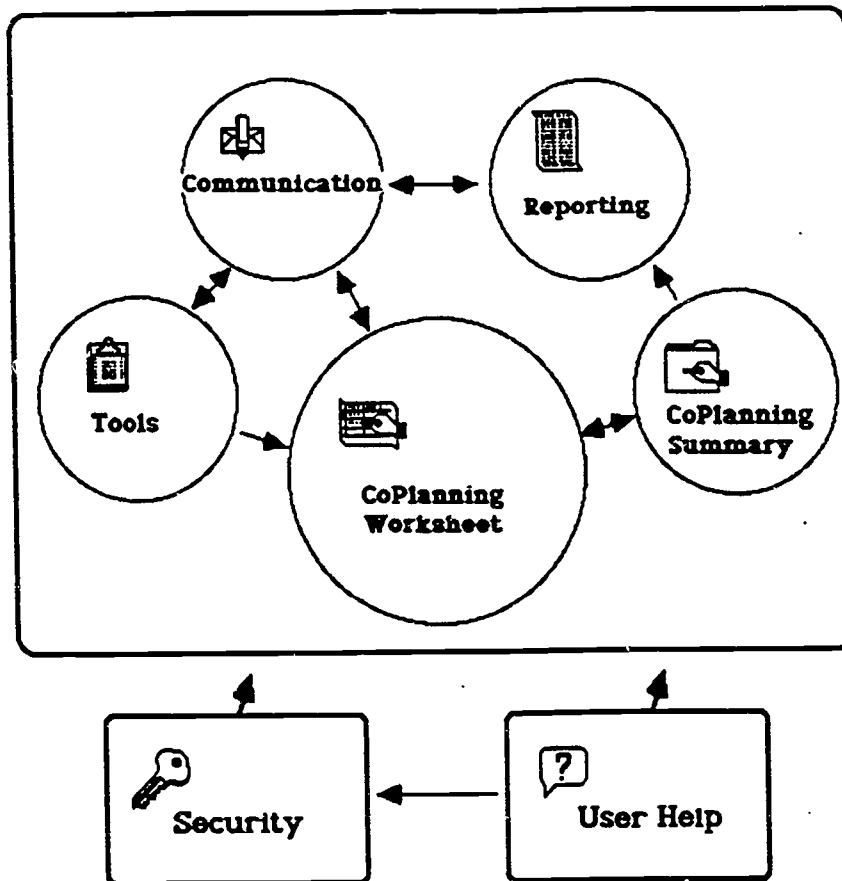 Communication
Reporting
Tools
CoPlanning
Summary
CoPlanning
Worksheet
?
Security
User Help